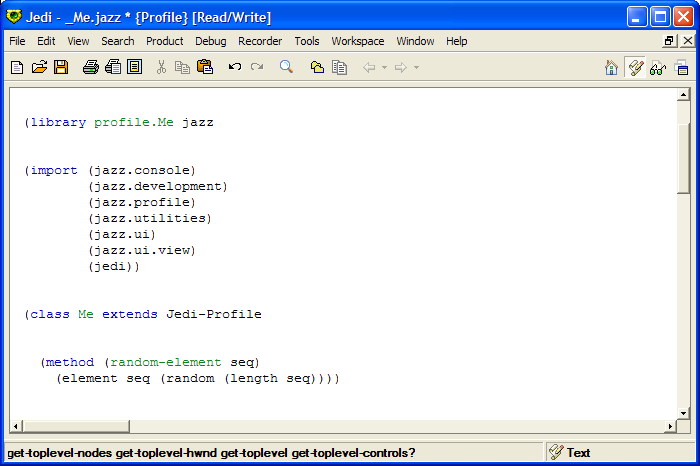 Jedi - _Me.jazz * {Profile} [Read/Write]
File Edit View Search Product Debug Recorder Tools Workspace Window Help
(library profile.Me jazz
(import (jazz.console)
(jazz.development)
(jazz.profile)
(jazz.utilities)
(jazz.ui)
(jazz.ui.view)
(jedi))
(class Me extends Jedi-Profile
(method (random-element seq)
(element seq (random (length seq))))
get-toplevel-nodes get-toplevel-hwnd get-toplevel get-toplevel-controls? Text